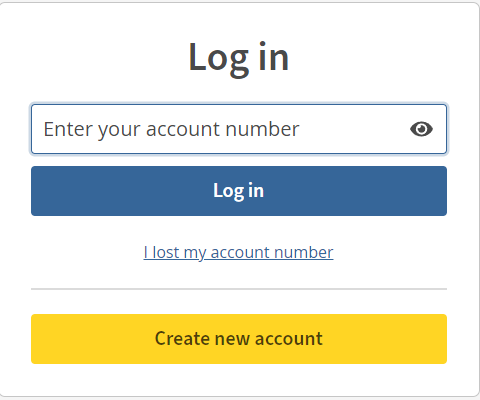 Log in
Enter your account number
Log in
I lost my account number
Create new account